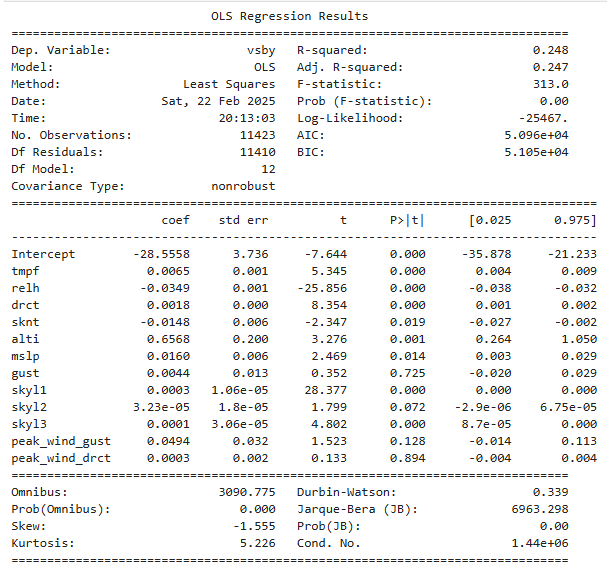 OLS Regression Results
==============================================================================
Dep. Variable: vsby R-squared: 0.248
Model: OLS Adj. R-squared: 0.247
Method: Least Squares F-statistic: 313.0
Date: Sat, 22 Feb 2025 Prob (F-statistic): 0.00
Time: 20:13:03 Log-Likelihood: -25467.
No. Observations: 11423 AIC: 5.096e+04
Df Residuals: 11410 BIC: 5.105e+04
Df Model: 12
Covariance Type: nonrobust
==================================================================================
coef std err t P>|t| [0.025 0.975]
----------------------------------------------------------------------------------
Intercept -28.5558 3.736 -7.644 0.000 -35.878 -21.233
tmpf 0.0065 0.001 5.345 0.000 0.004 0.009
relh -0.0349 0.001 -25.856 0.000 -0.038 -0.032
drct 0.0018 0.000 8.354 0.000 0.001 0.002
sknt -0.0148 0.006 -2.347 0.019 -0.027 -0.002
alti 0.6568 0.200 3.276 0.001 0.264 1.050
mslp 0.0160 0.006 2.469 0.014 0.003 0.029
gust 0.0044 0.013 0.352 0.725 -0.020 0.029
skyl1 0.0003 1.06e-05 28.377 0.000 0.000 0.000
skyl2 3.23e-05 1.8e-05 1.799 0.072 -2.9e-06 6.75e-05
skyl3 0.0001 3.06e-05 4.802 0.000 8.7e-05 0.000
peak_wind_gust 0.0494 0.032 1.523 0.128 -0.014 0.113
peak_wind_drct 0.0003 0.002 0.133 0.894 -0.004 0.004
==============================================================================
Omnibus: 3090.775 Durbin-Watson: 0.339
Prob(Omnibus): 0.000 Jarque-Bera (JB): 6963.298
Skew: -1.555 Prob(JB): 0.00
Kurtosis: 5.226 Cond. No. 1.44e+06
==============================================================================